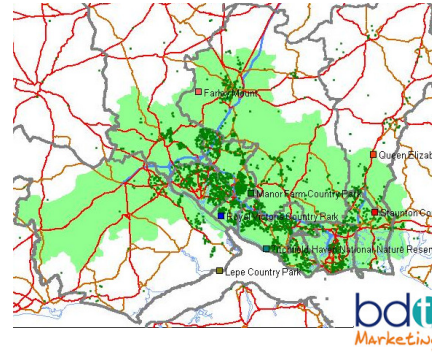 Farley Mount
Queen Elizab
Manor Farm Country Park
Royal Victoria Country Park
Staunton Co
Titchfield Haven National Nature Reser
Lepe Country Park
bdt
Marketin